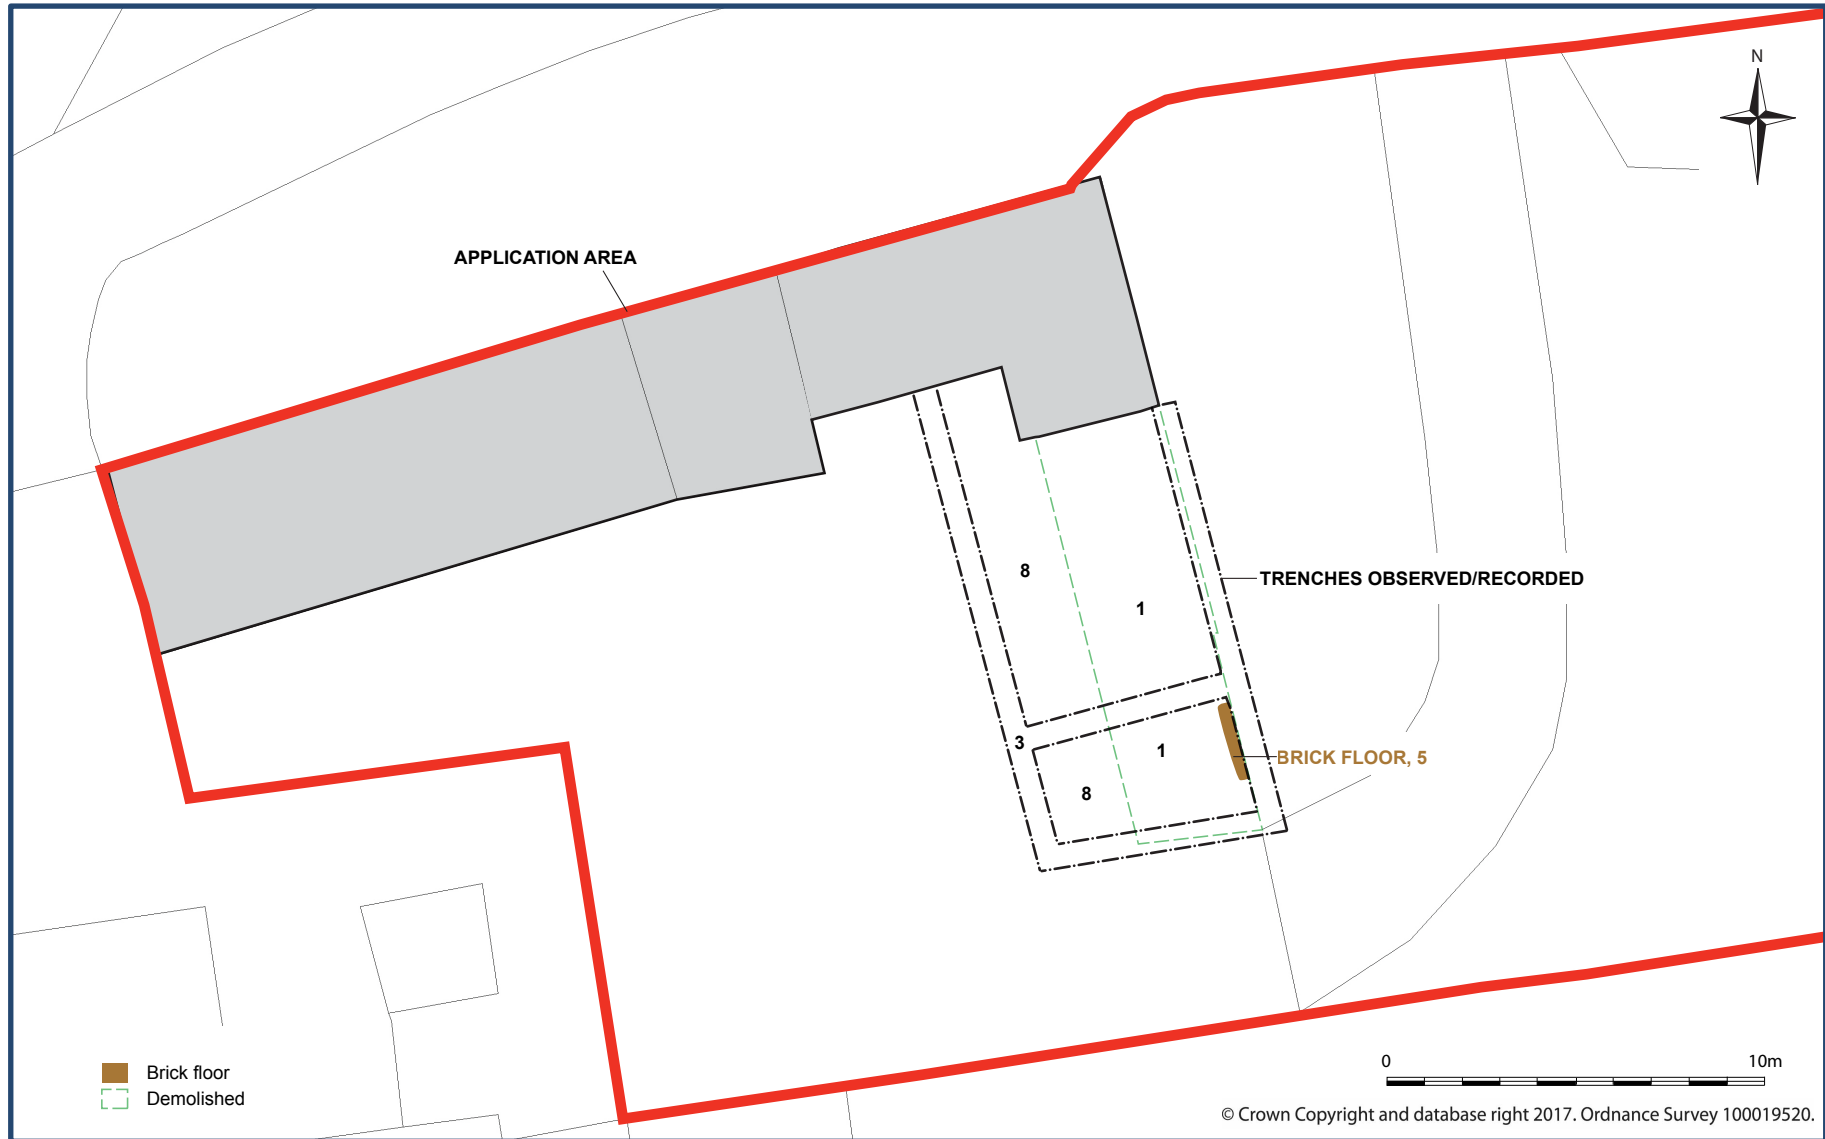 N
APPLICATION AREA
8
TRENCHES OBSERVED/RECORDED
1
3
1
BRICK FLOOR, 5
8
0 10m
Brick floor
Demolished
© Crown Copyright and database right 2017. Ordnance Survey 100019520.